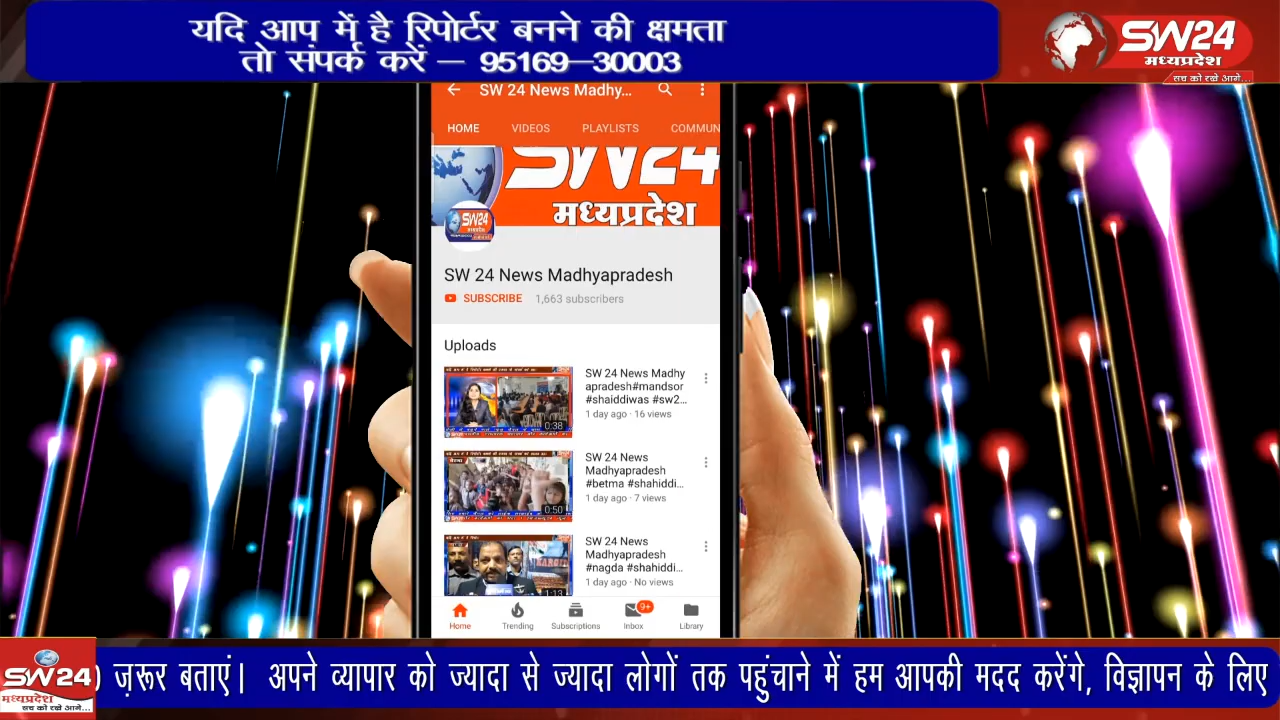 यदि आप में है रिपोर्टर बनने की क्षमता
तो संपर्क करें – 95169–30003
SW24
मध्यप्रदेश
सच को रखे आगे...
SW 24 News Madhy...
HOME VIDEOS PLAYLISTS COMMUN
SW24
मध्यप्रदेश
SW24
SW 24 News Madhyapradesh
SUBSCRIBE 1,663 subscribers
Uploads
SW 24 News Madhy
apradesh#mandsor
#shaiddiwas #sw2...
1 day ago · 16 views
0:38
SW 24 News
Madhyapradesh
#betma #shahiddi...
1 day ago · 7 views
0:50
SW 24 News
Madhyapradesh
#nagda #shahiddi...
1 day ago · No views
1:13
9+
Home Trending Subscriptions Inbox Library
SW24
मध्यप्रदेश
सच को रखे आगे...
) ज़रूर बताएं। अपने व्यापार को ज्यादा से ज्यादा लोगों तक पहुंचाने में हम आपकी मदद करेंगे, विज्ञापन के लिए